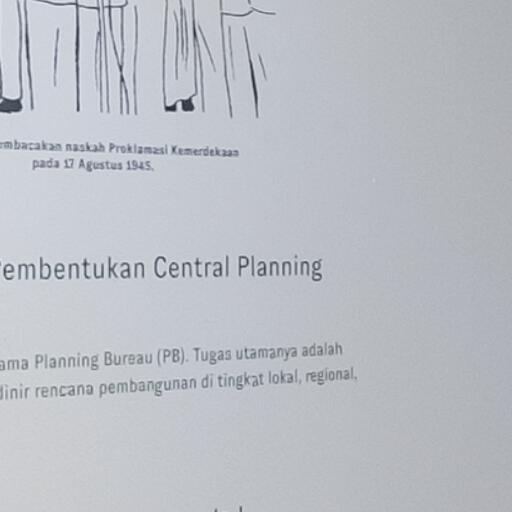 embacakan naskah Proklamasi Kemerdekaan
pada 17 Agustus 1945.
Pembentukan Central Planning
ama Planning Bureau (PB). Tugas utamanya adalah
dinir rencana pembangunan di tingkat lokal, regional,